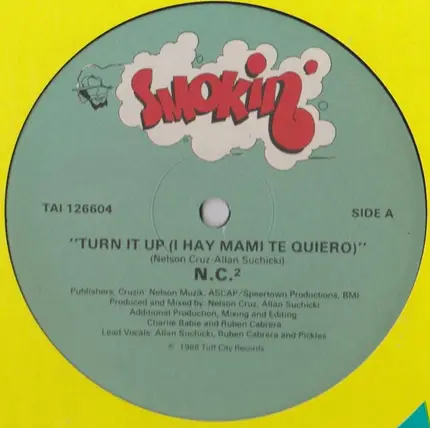 SMOKIN'
TAI 126604
SIDE A
"TURN IT UP (I HAY MAMI TE QUIERO)"
(Nelson Cruz-Allan Suchicki)
N.C.²
Publishers, Cruzin' Nelson Muzik, ASCAP/Speertown Productions, BMI
Produced and Mixed by: Nelson Cruz, Allan Suchicki
Additional Production, Mixing and Editing
Charlie Babie and Ruben Cabrera
Lead Vocals: Allan Suchicki, Ruben Cabrera and Pickles
℗ 1988 Tuff City Records